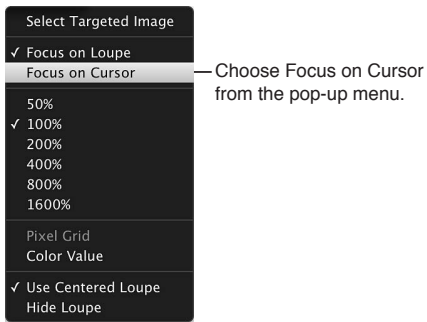 Select Targeted Image
✓ Focus on Loupe
Focus on Cursor
Choose Focus on Cursor
from the pop-up menu.
50%
✓ 100%
200%
400%
800%
1600%
Pixel Grid
Color Value
✓ Use Centered Loupe
Hide Loupe